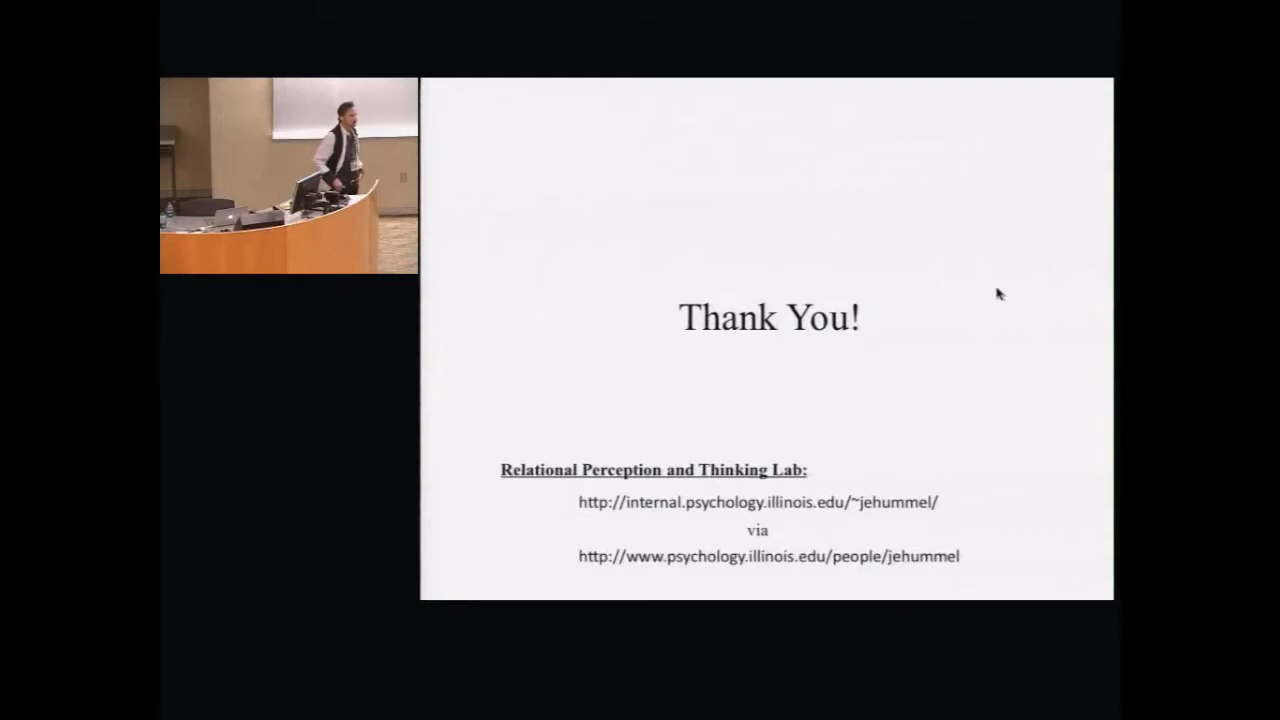 Thank You!
Relational Perception and Thinking Lab:
http://internal.psychology.illinois.edu/~jehummel/
via
http://www.psychology.illinois.edu/people/jehummel